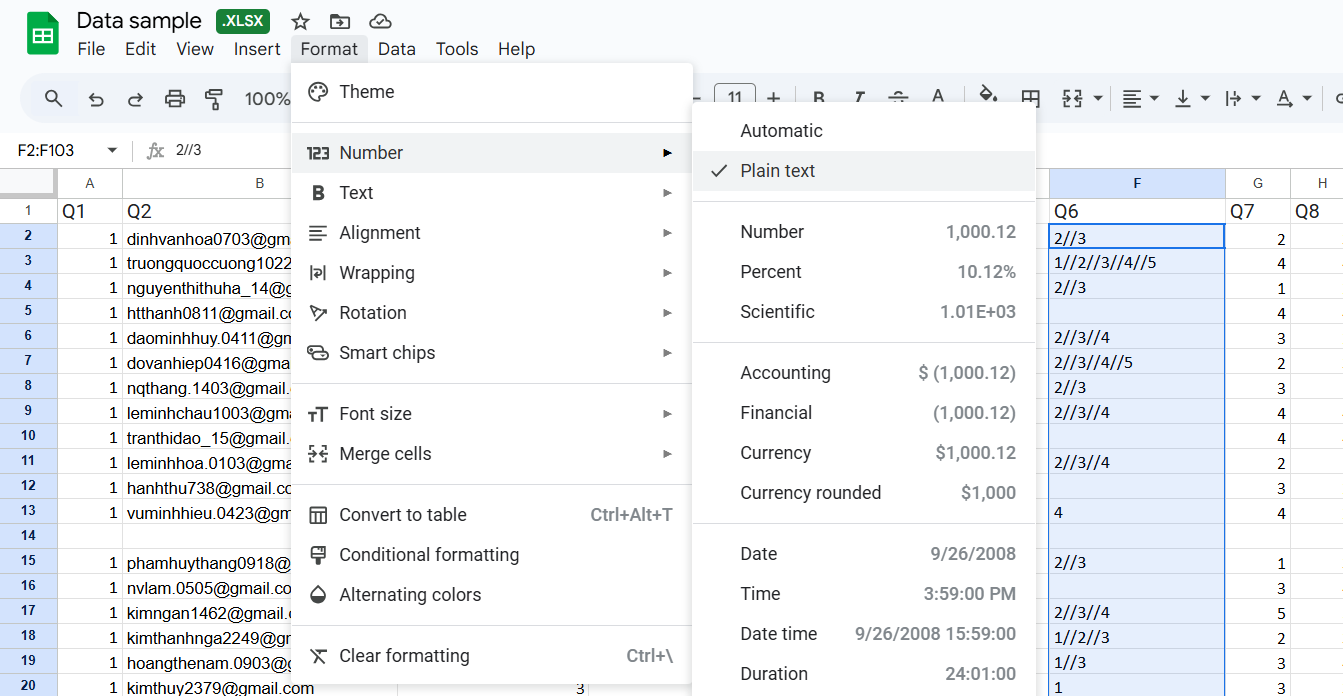 Data sample .XLSX
File Edit View Insert Format Data Tools Help
100% 11 B I S A A
F2:F103 fx 2//3
Theme
123 Number
B Text
Alignment
Wrapping
Rotation
Smart chips
Font size
Merge cells
Convert to table Ctrl+Alt+T
Conditional formatting
Alternating colors
Clear formatting Ctrl+\
Automatic
Plain text
Number 1,000.12
Percent 10.12%
Scientific 1.01E+03
Accounting $ (1,000.12)
Financial (1,000.12)
Currency $1,000.12
Currency rounded $1,000
Date 9/26/2008
Time 3:59:00 PM
Date time 9/26/2008 15:59:00
Duration 24:01:00
A B F G H
1 Q1 Q2 Q6 Q7 Q8
2 1 dinhvanhoa0703@gm 2//3 2
3 1 truongquoccuong1022 1//2//3//4//5 4
4 1 nguyenthithuha_14@g 2//3 1
5 1 htthanh0811@gmail.co 4
6 1 daominhhuy.0411@gm 2//3//4 3
7 1 dovanhiep0416@gma 2//3//4//5 2
8 1 nqthang.1403@gmail. 2//3 3
9 1 leminhchau1003@gma 2//3//4 4
10 1 tranthidao_15@gmail. 4
11 1 leminhhoa.0103@gma 2//3//4 2
12 1 hanhthu738@gmail.co 3
13 1 vuminhhieu.0423@gm 4 4
14
15 1 phamhuythang0918@ 2//3 1
16 1 nvlam.0505@gmail.co 3
17 1 kimngan1462@gmail.c 2//3//4 5
18 1 kimthanhnga2249@gm 1//2//3 2
19 1 hoangthenam.0903@g 1//3 3
20 1 kimthuy2379@gmail.com 3 1 3